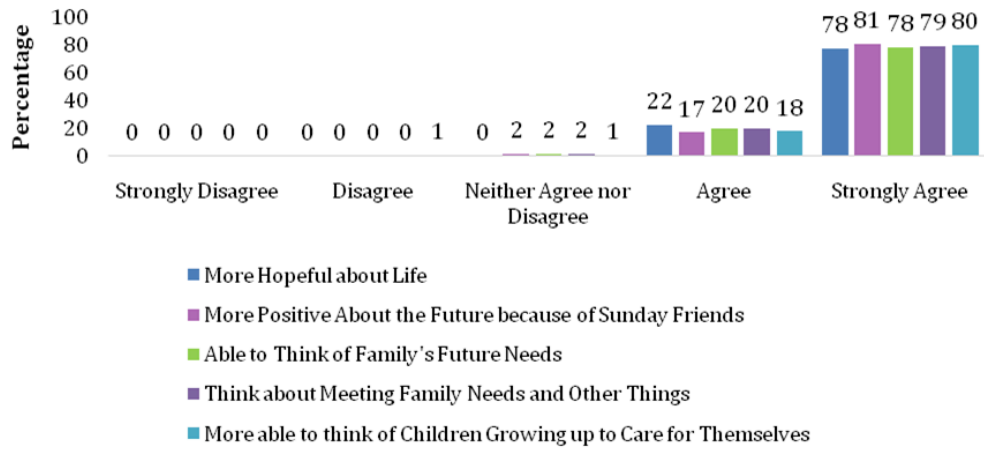 100
80
60
40
20
0
Percentage
0 0 0 0 0
0 0 0 0 1
0 2 2 2 1
22 17 20 20 18
78 81 78 79 80
Strongly Disagree
Disagree
Neither Agree nor
Disagree
Agree
Strongly Agree
More Hopeful about Life
More Positive About the Future because of Sunday Friends
Able to Think of Family's Future Needs
Think about Meeting Family Needs and Other Things
More able to think of Children Growing up to Care for Themselves